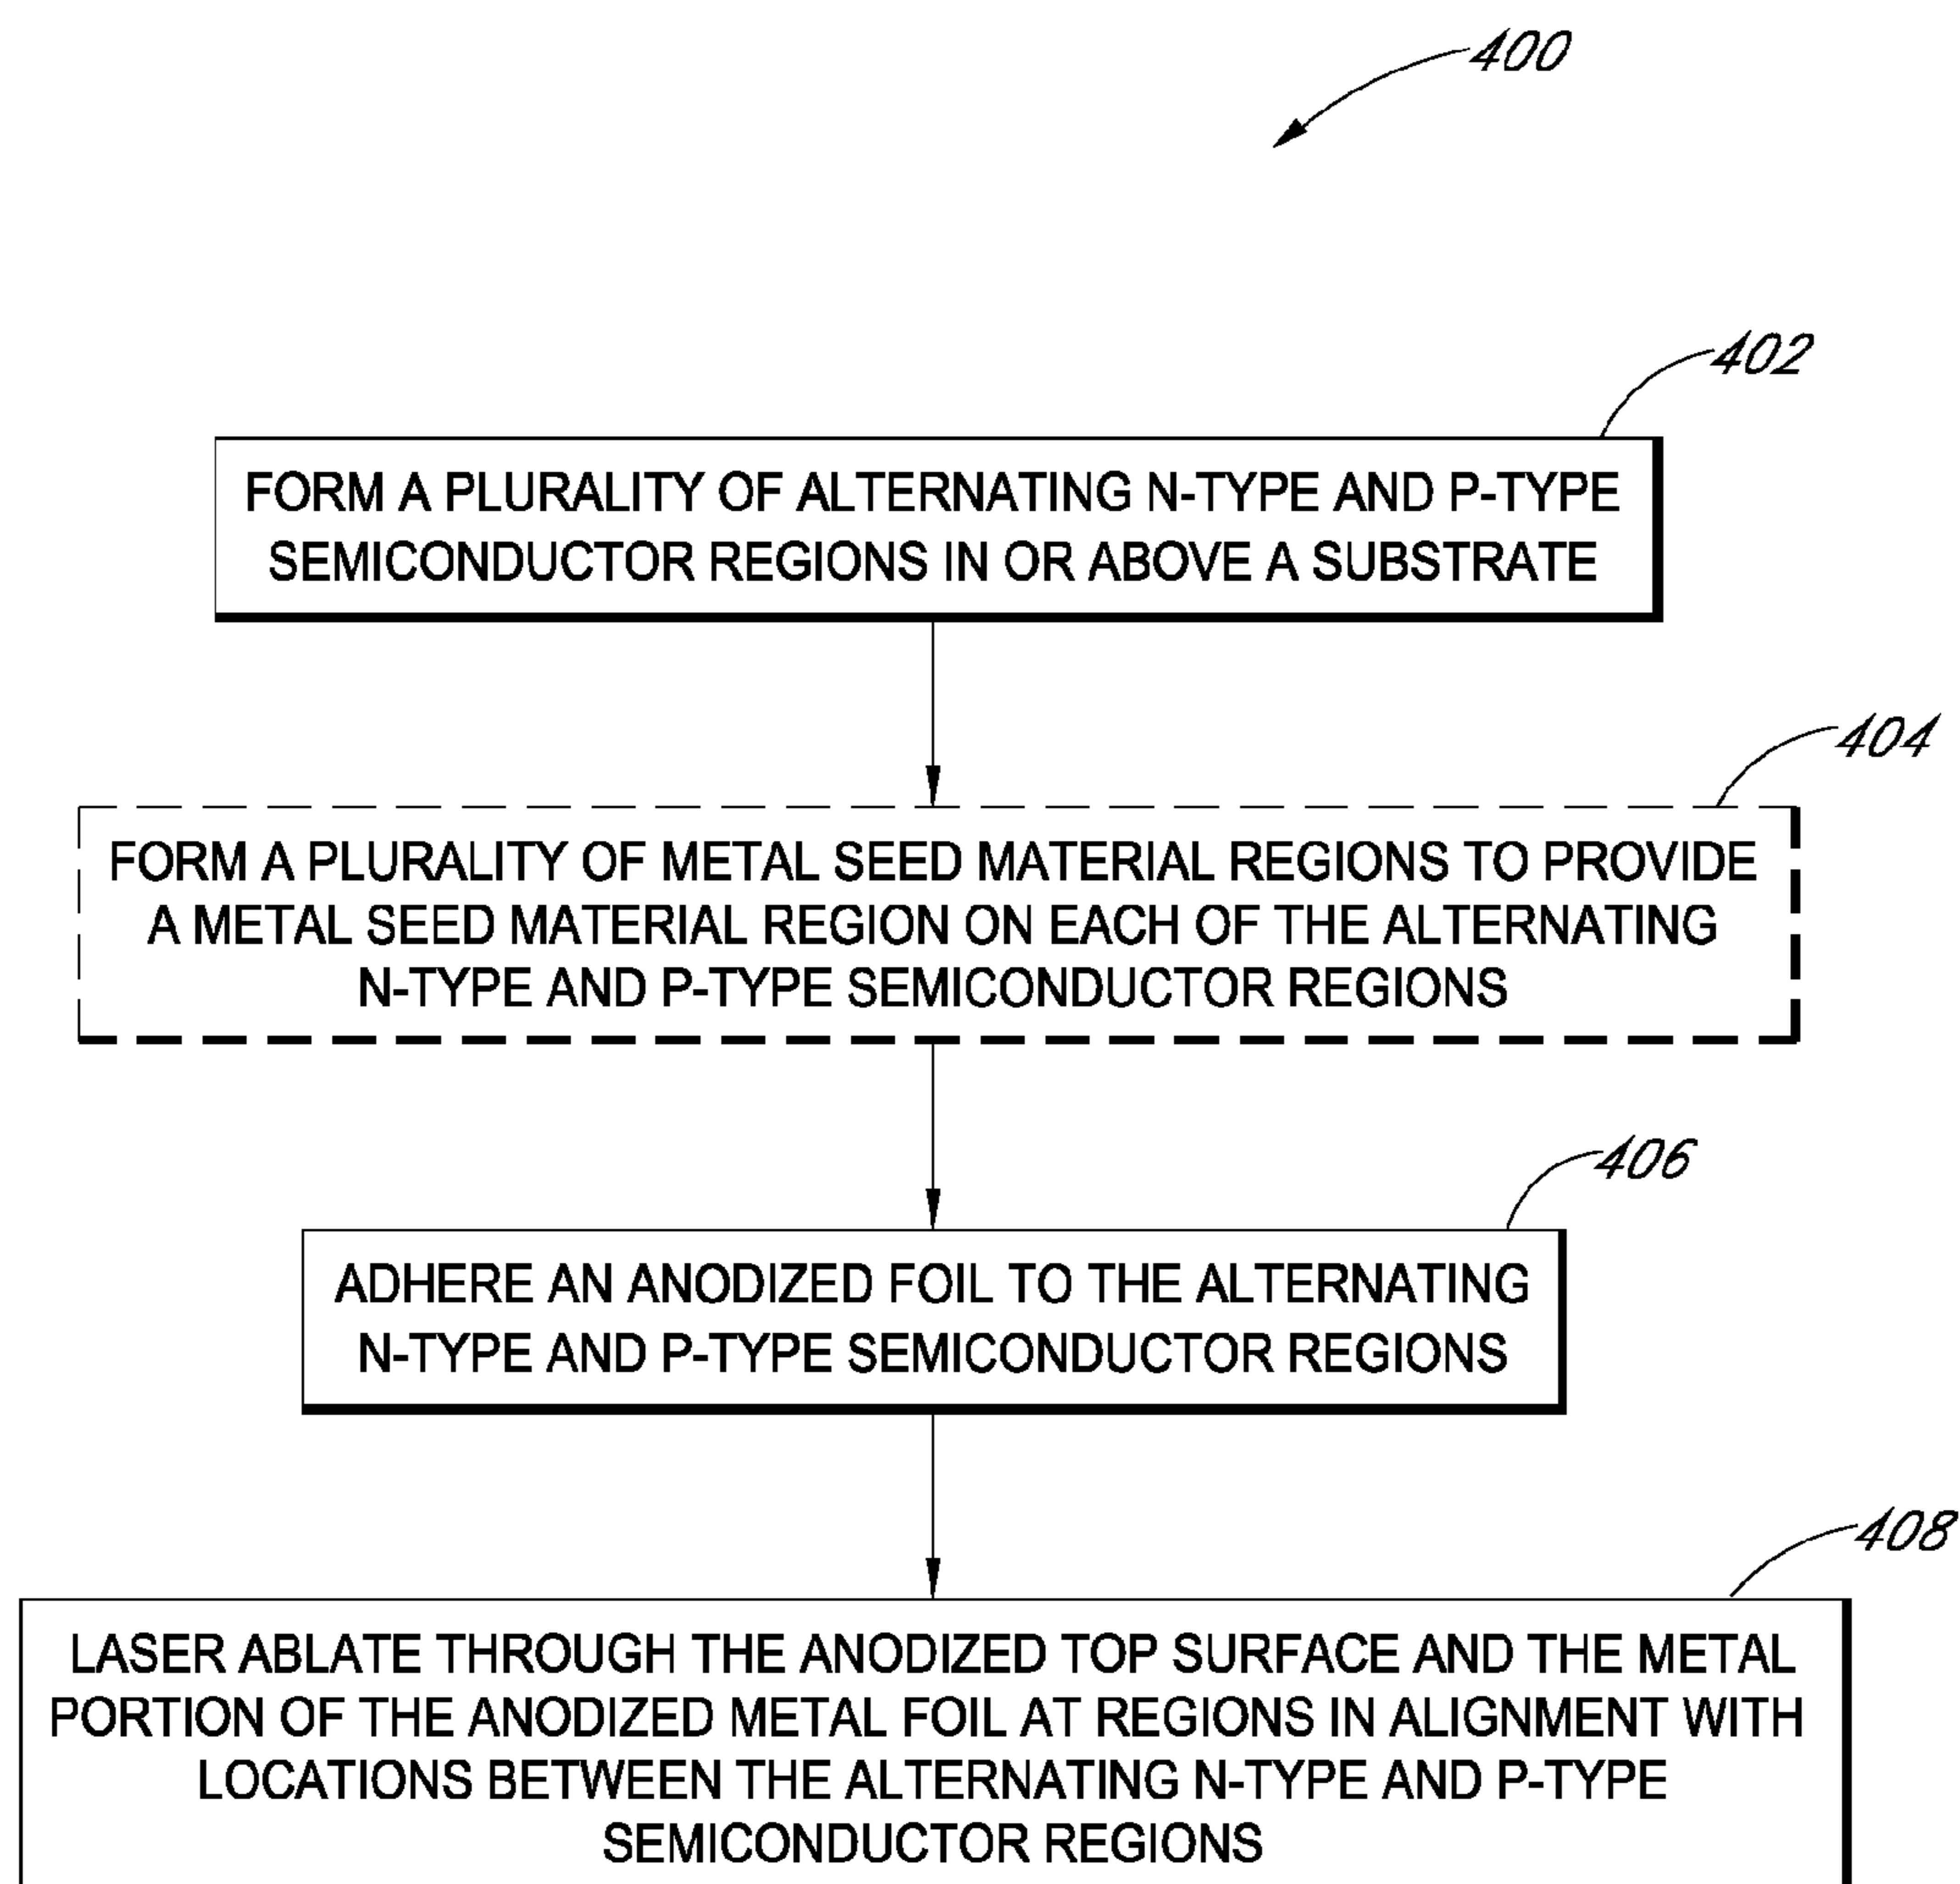 400
402
FORM A PLURALITY OF ALTERNATING N-TYPE AND P-TYPE
SEMICONDUCTOR REGIONS IN OR ABOVE A SUBSTRATE
404
FORM A PLURALITY OF METAL SEED MATERIAL REGIONS TO PROVIDE
A METAL SEED MATERIAL REGION ON EACH OF THE ALTERNATING
N-TYPE AND P-TYPE SEMICONDUCTOR REGIONS
406
ADHERE AN ANODIZED FOIL TO THE ALTERNATING
N-TYPE AND P-TYPE SEMICONDUCTOR REGIONS
408
LASER ABLATE THROUGH THE ANODIZED TOP SURFACE AND THE METAL
PORTION OF THE ANODIZED METAL FOIL AT REGIONS IN ALIGNMENT WITH
LOCATIONS BETWEEN THE ALTERNATING N-TYPE AND P-TYPE
SEMICONDUCTOR REGIONS